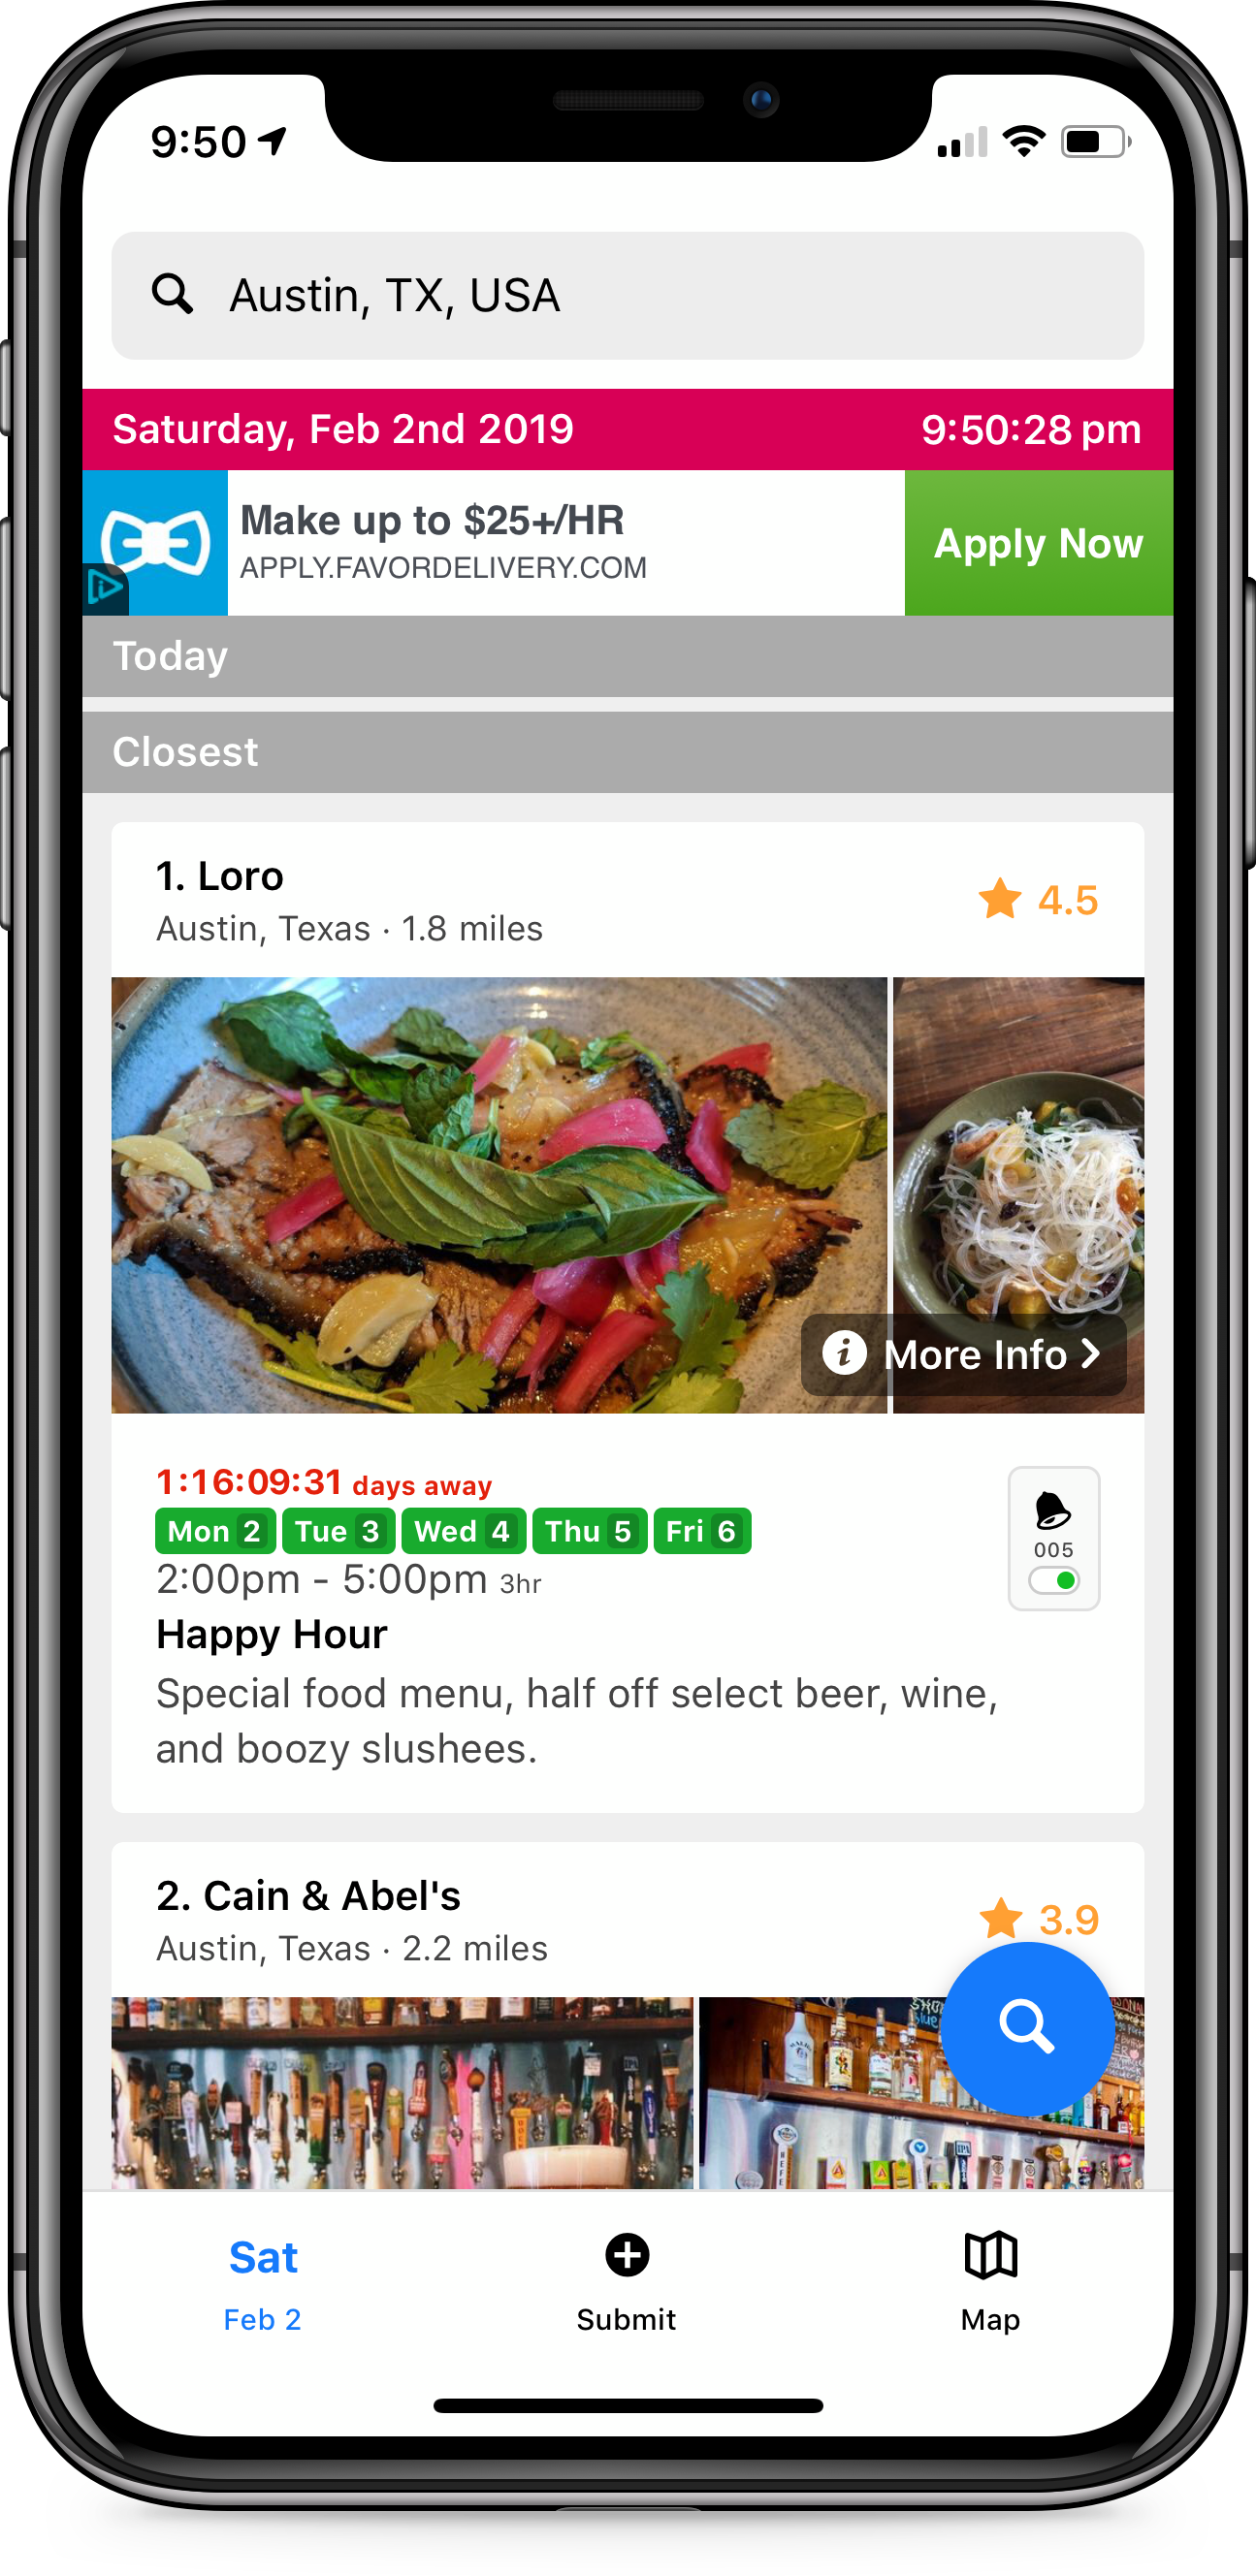 9:50
Austin, TX, USA
Saturday, Feb 2nd 2019 9:50:28 pm
Make up to $25+/HR
APPLY.FAVORDELIVERY.COM
Apply Now
Today
Closest
1. Loro
Austin, Texas · 1.8 miles
4.5
More Info
1:16:09:31 days away
Mon 2 Tue 3 Wed 4 Thu 5 Fri 6
005
2:00pm - 5:00pm 3hr
Happy Hour
Special food menu, half off select beer, wine,
and boozy slushees.
2. Cain & Abel's
Austin, Texas · 2.2 miles
3.9
IPA
Sat
Feb 2
Submit
Map